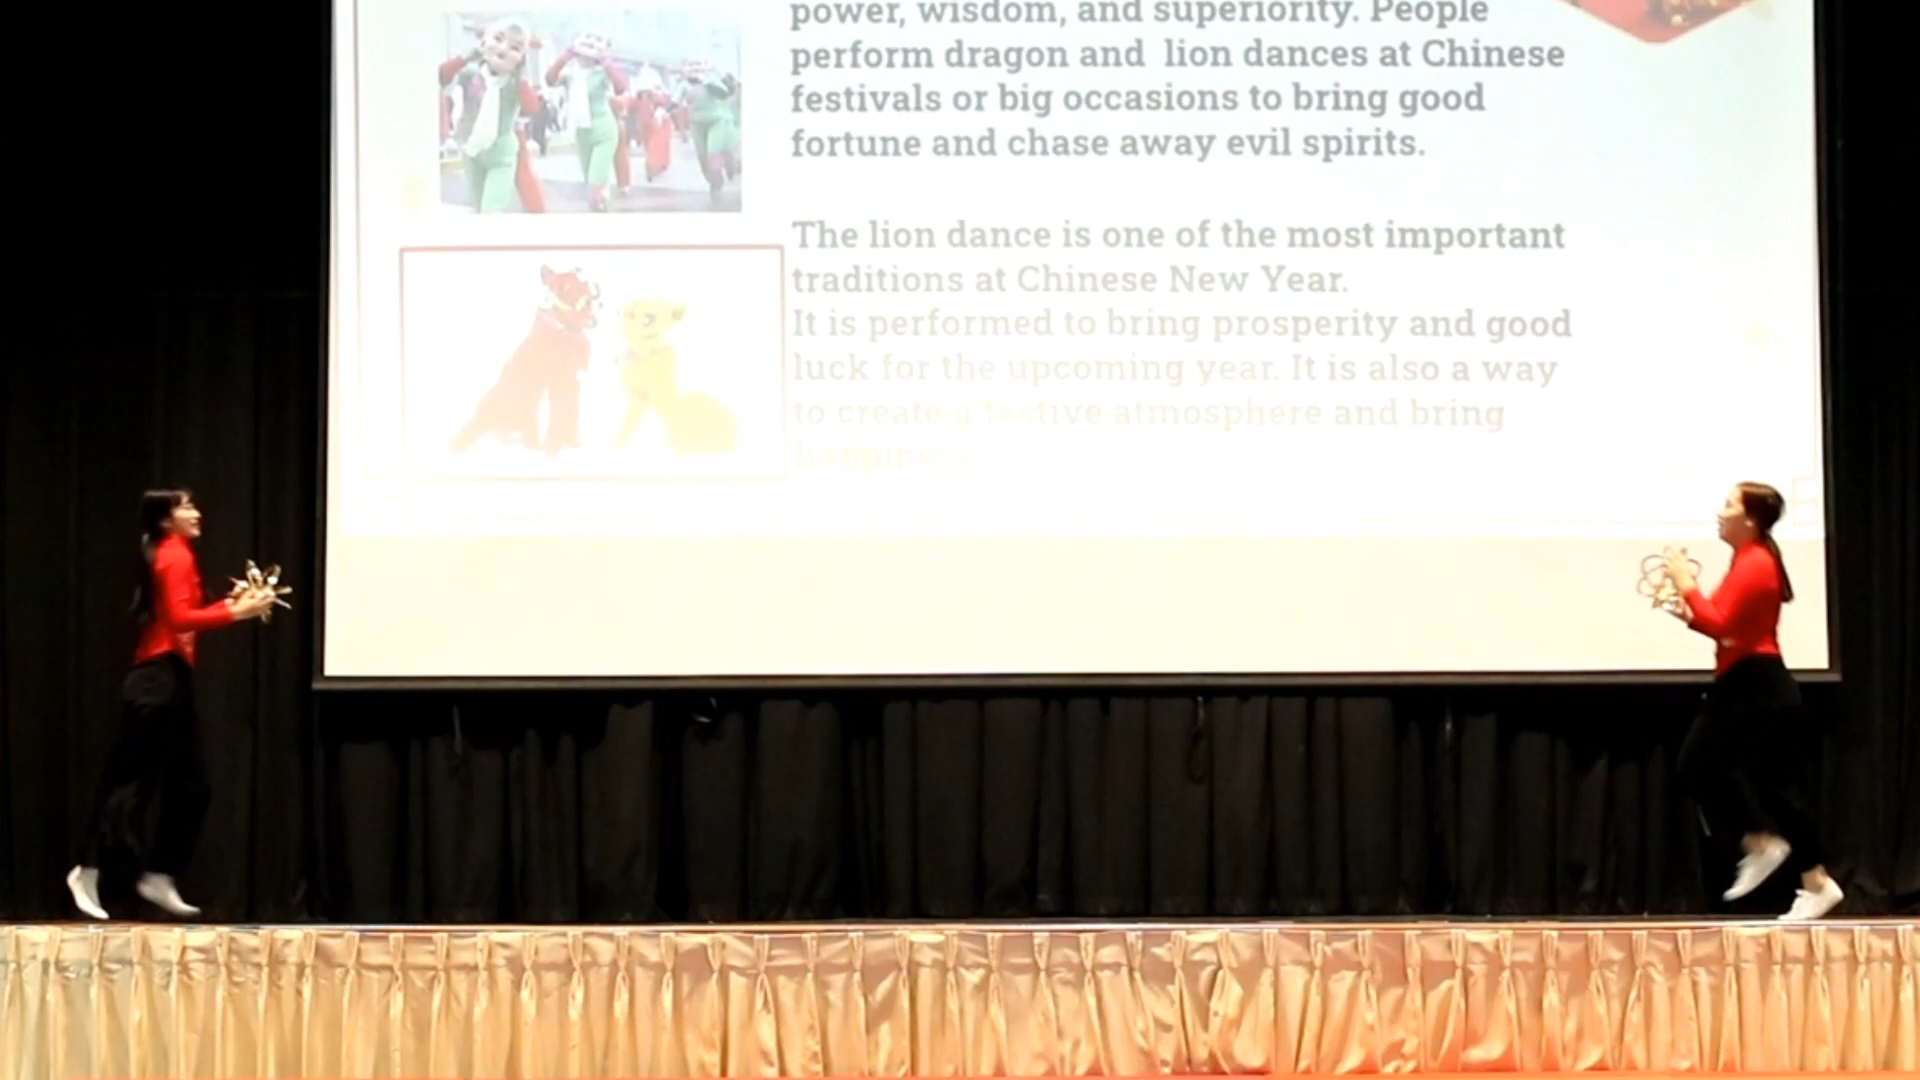 power, wisdom, and superiority. People
perform dragon and lion dances at Chinese
festivals or big occasions to bring good
fortune and chase away evil spirits.
The lion dance is one of the most important
traditions at Chinese New Year.
It is performed to bring prosperity and good
luck for the upcoming year. It is also a way
to create a festive atmosphere and bring
happiness.